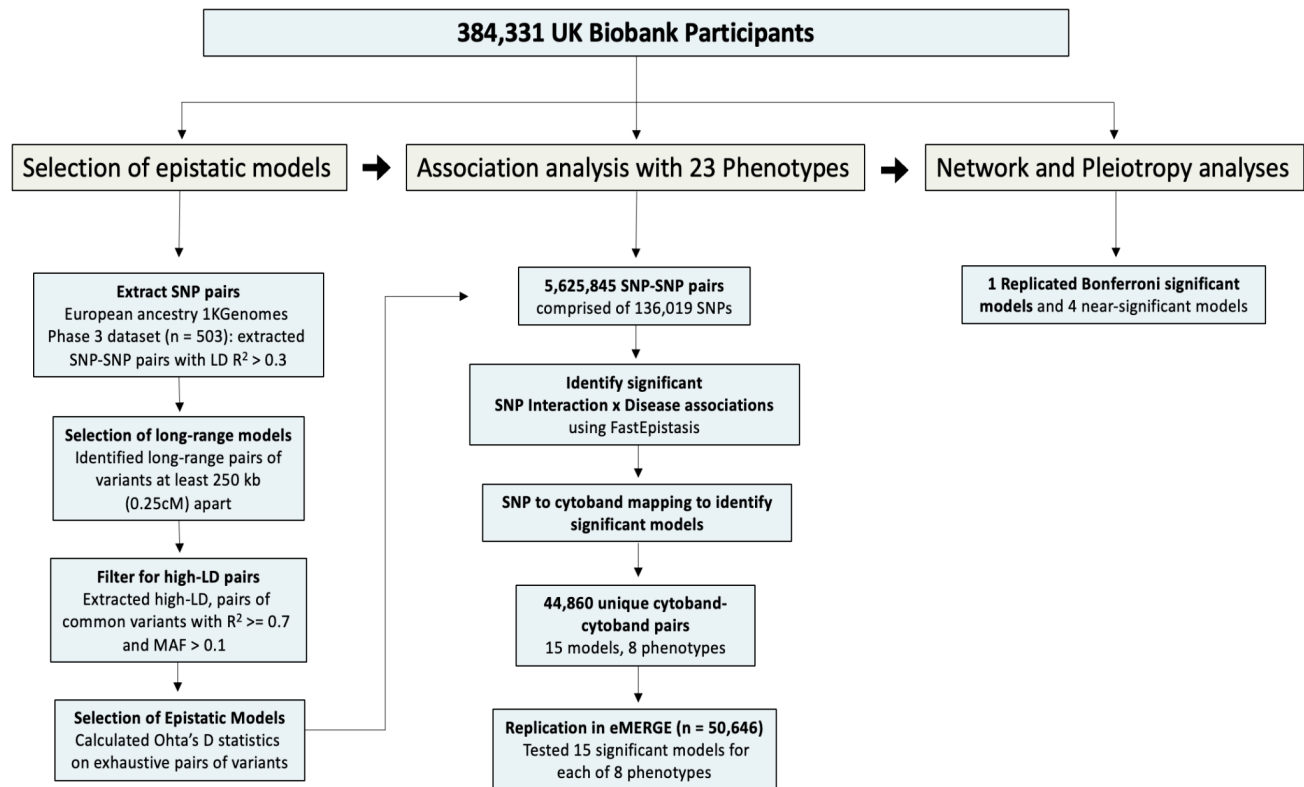 384,331 UK Biobank Participants
Selection of epistatic models
Association analysis with 23 Phenotypes
Network and Pleiotropy analyses
Extract SNP pairs
European ancestry 1KGenomes
Phase 3 dataset (n = 503): extracted
SNP-SNP pairs with LD R² > 0.3
Selection of long-range models
Identified long-range pairs of
variants at least 250 kb
(0.25cM) apart
Filter for high-LD pairs
Extracted high-LD, pairs of
common variants with R² >= 0.7
and MAF > 0.1
Selection of Epistatic Models
Calculated Ohta's D statistics
on exhaustive pairs of variants
5,625,845 SNP-SNP pairs
comprised of 136,019 SNPs
Identify significant
SNP Interaction x Disease associations
using FastEpistasis
SNP to cytoband mapping to identify
significant models
44,860 unique cytoband-
cytoband pairs
15 models, 8 phenotypes
Replication in eMERGE (n = 50,646)
Tested 15 significant models for
each of 8 phenotypes
1 Replicated Bonferroni significant
models and 4 near-significant models